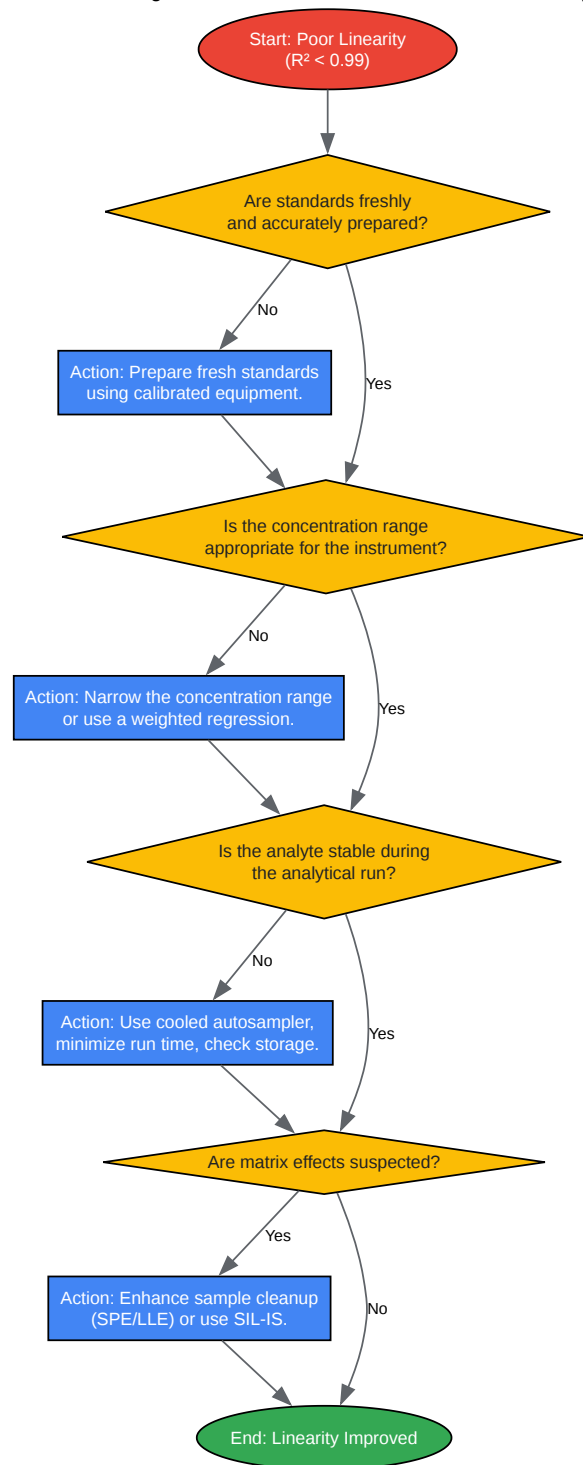 Start: Poor Linearity
(R² < 0.99)
Are standards freshly
and accurately prepared?
No
Yes
Action: Prepare fresh standards
using calibrated equipment.
Is the concentration range
appropriate for the instrument?
No
Yes
Action: Narrow the concentration range
or use a weighted regression.
Is the analyte stable during
the analytical run?
No
Yes
Action: Use cooled autosampler,
minimize run time, check storage.
Are matrix effects suspected?
Yes
No
Action: Enhance sample cleanup
(SPE/LLE) or use SIL-IS.
End: Linearity Improved